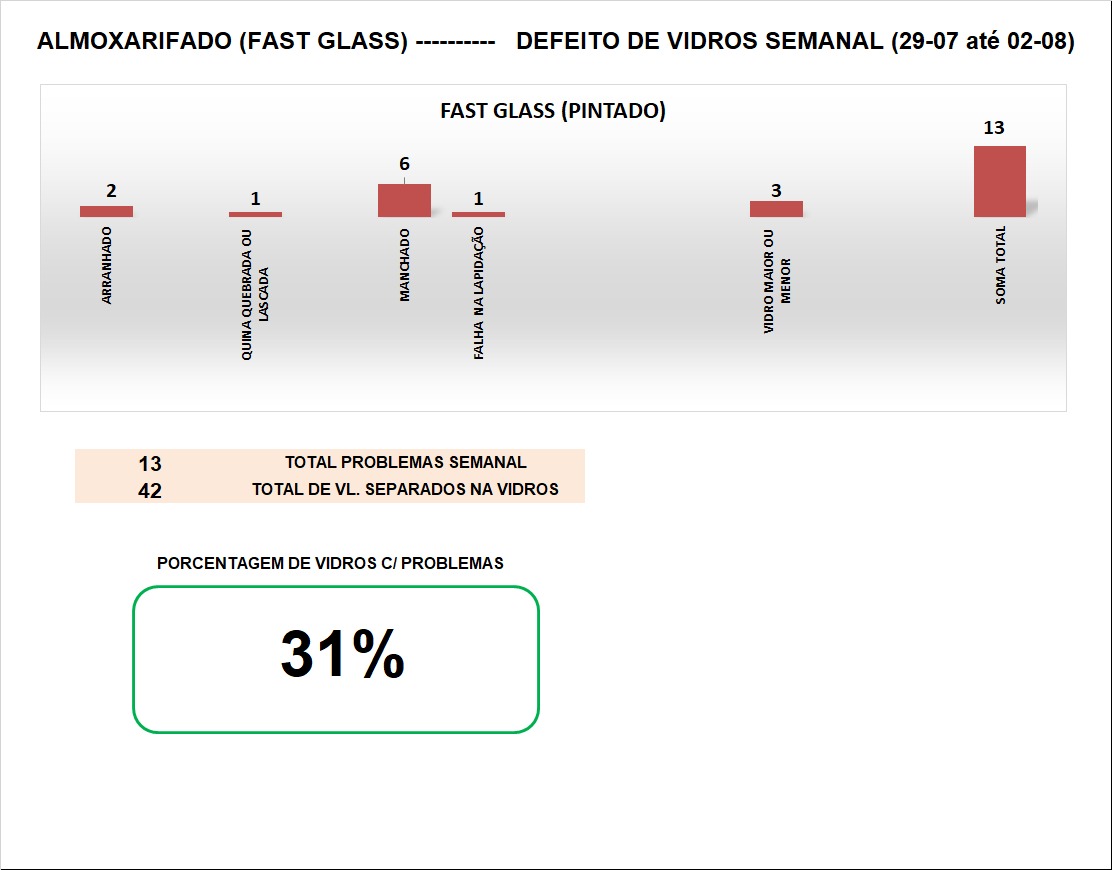 ALMOXARIFADO (FAST GLASS) ---------- DEFEITO DE VIDROS SEMANAL (29-07 até 02-08)
FAST GLASS (PINTADO)
2
1
6
1
3
13
ARRANHADO
QUINA QUEBRADA OU
LASCADA
MANCHADO
FALHA NA LAPIDAÇÃO
VIDRO MAIOR OU
MENOR
SOMA TOTAL
13 TOTAL PROBLEMAS SEMANAL
42 TOTAL DE VL. SEPARADOS NA VIDROS
PORCENTAGEM DE VIDROS C/ PROBLEMAS
31%